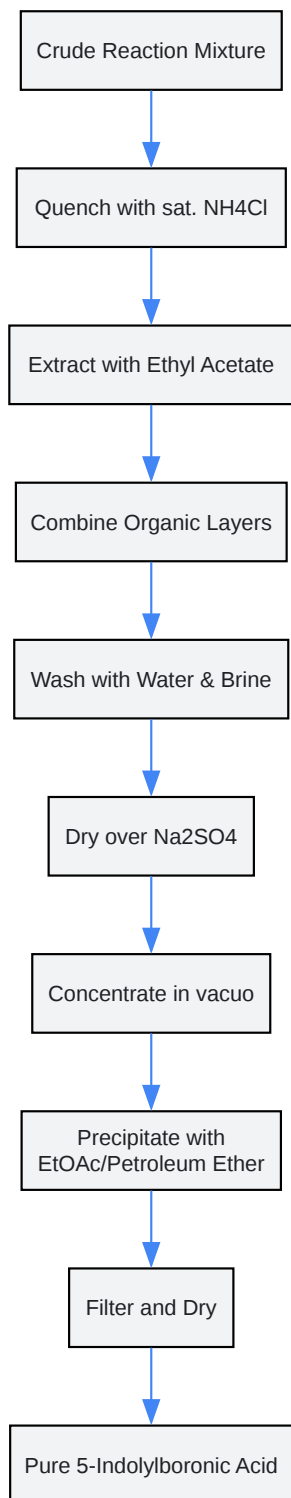 Crude Reaction Mixture
Quench with sat. NH4Cl
Extract with Ethyl Acetate
Combine Organic Layers
Wash with Water & Brine
Dry over Na2SO4
Concentrate in vacuo
Precipitate with
EtOAc/Petroleum Ether
Filter and Dry
Pure 5-Indolylboronic Acid